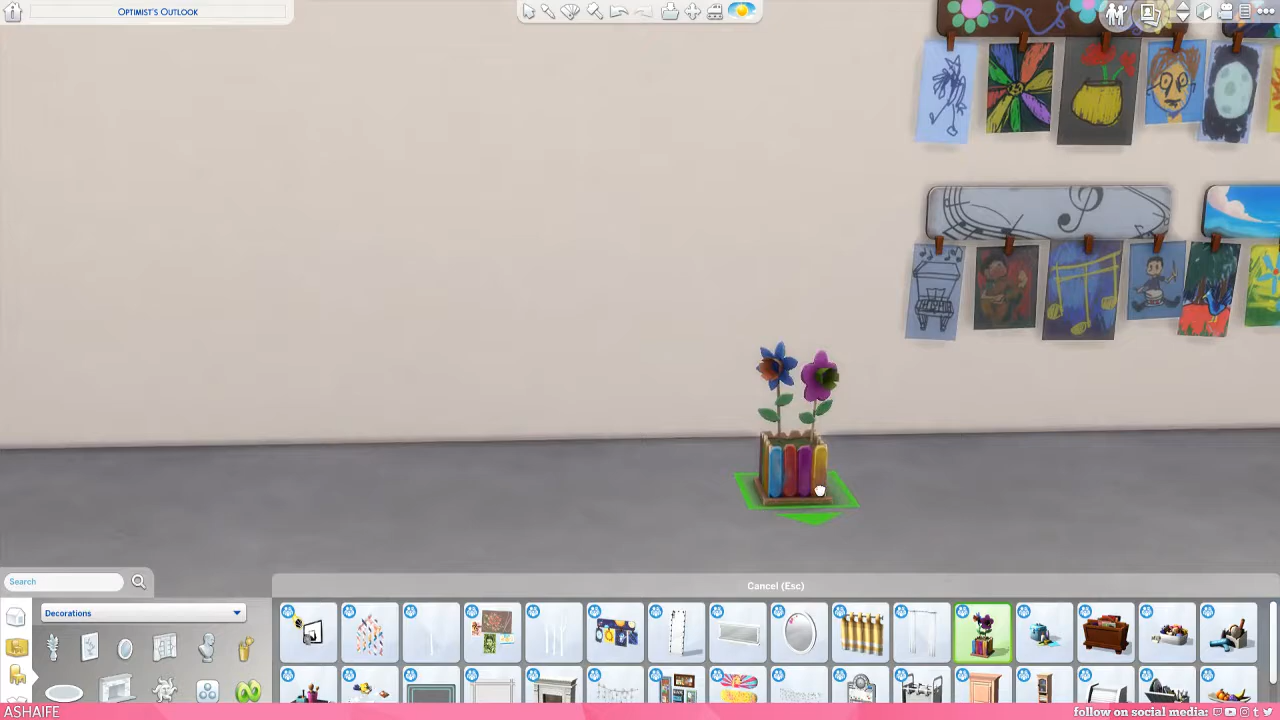 OPTIMIST'S OUTLOOK
Search
Cancel (Esc)
Decorations
ASHAIFE
follow on social media: